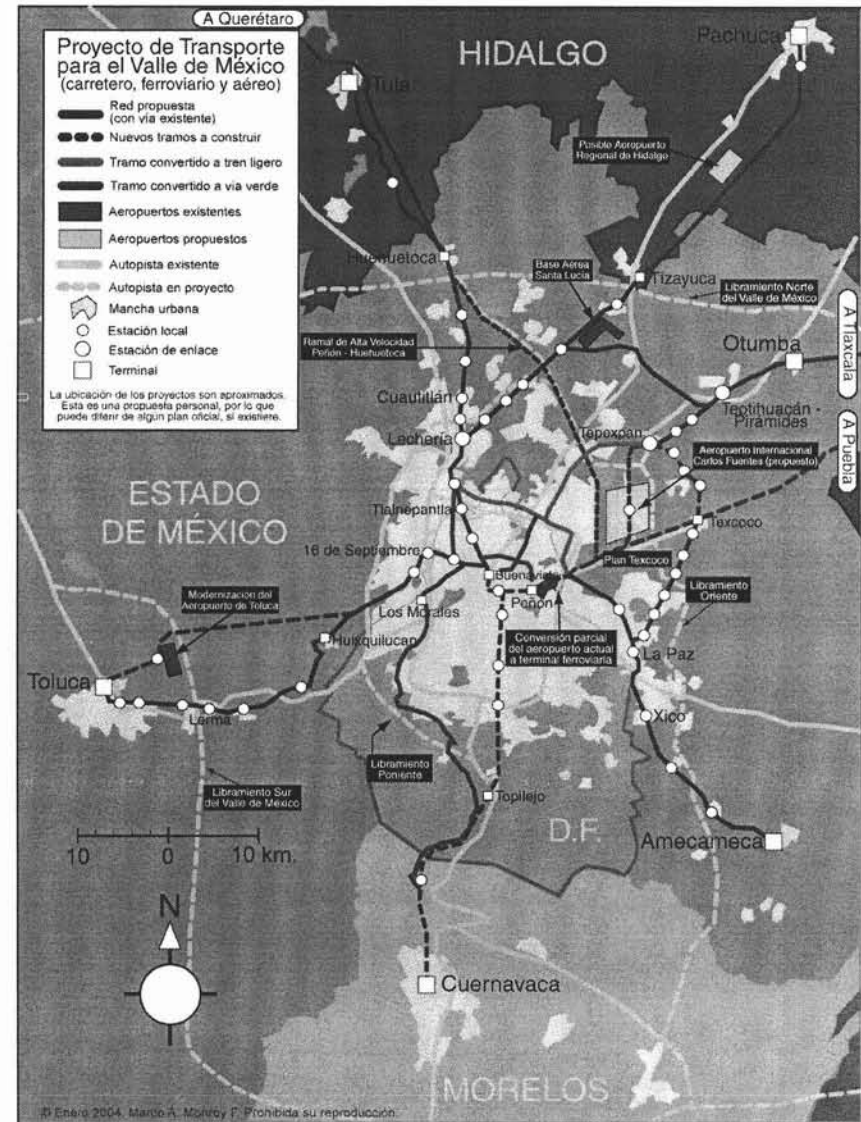 A Querétaro
Proyecto de Transporte
para el Valle de México
(carretero, ferroviario y aéreo)
Red propuesta
(con vía existente)
Nuevos tramos a construir
Tramo convertido a tren ligero
Tramo convertido a via verde
Aeropuertos existentes
Aeropuertos propuestos
Autopista existente
Autopista en proyecto
Mancha urbana
Estación local
Estación de enlace
Terminal
La ubicación de los proyectos son aproximados.
Esta es una propuesta personal, por lo que
puede diferir de algún plan oficial, si existiere.
HIDALGO
Pachuca
Tula
Posible Aeropuerto
Regional de Hidalgo
Huehuetoca
Base Aérea
Santa Lucía
Tizayuca
Libramiento Norte
del Valle de México
A Tlaxcala
Ramal de Alta Velocidad
Peñón - Huehuetoca
Otumba
Cuautitlán
Teotihuacán -
Pirámides
Lechería
Tepexpan
A Puebla
Aeropuerto Internacional
Carlos Fuentes (propuesto)
ESTADO
DE MÉXICO
Tlalnepantla
Texcoco
16 de Septiembre
Plan Texcoco
Buenavista
Modernización del
Aeropuerto de Toluca
Los Morales
Peñón
Libramiento
Oriente
Huixquilucan
Conversión parcial
del aeropuerto actual
a terminal ferroviaria
La Paz
Toluca
Lerma
Xico
Libramiento
Poniente
Libramiento Sur
del Valle de México
Topilejo
D.F.
Amecameca
10 0 10 km.
N
Cuernavaca
MORELOS
© Enero 2004, Marco A. Monroy F. Prohibida su reproducción.